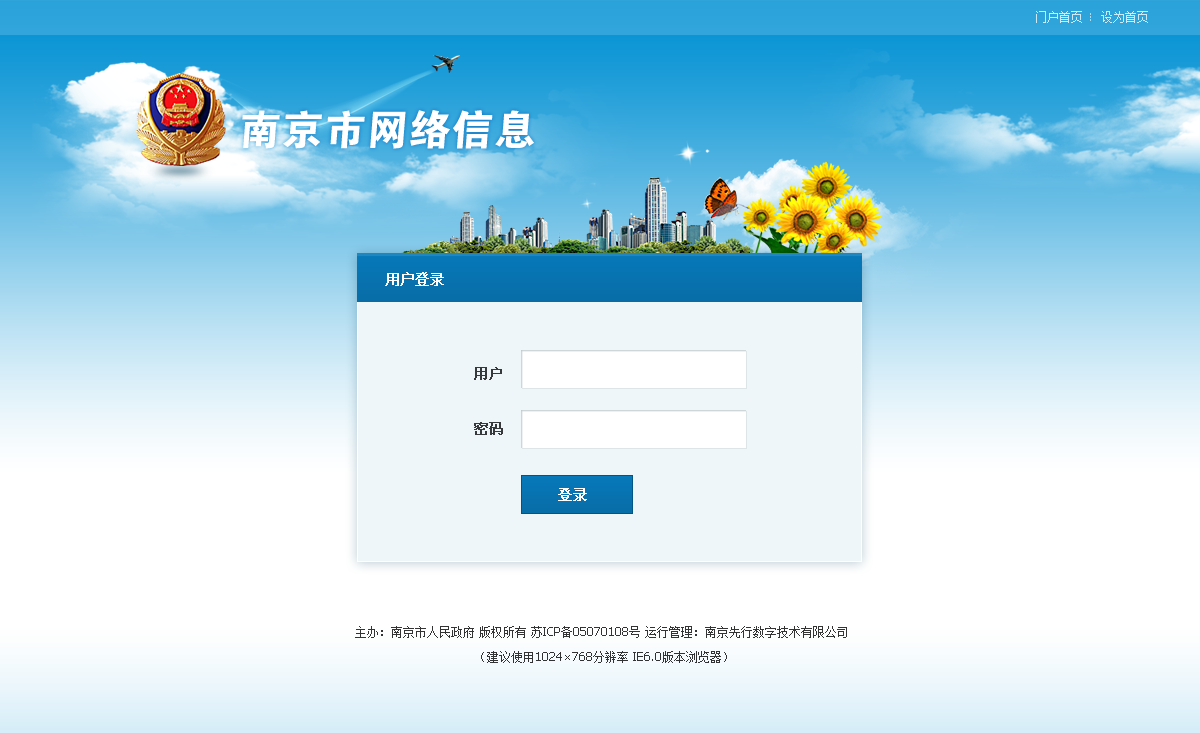 门户首页 ┊ 设为首页
南京市网络信息
用户登录
用户
密码
登录
主办：南京市人民政府 版权所有 苏ICP备05070108号 运行管理：南京先行数字技术有限公司
（建议使用1024×768分辨率 IE6.0版本浏览器）